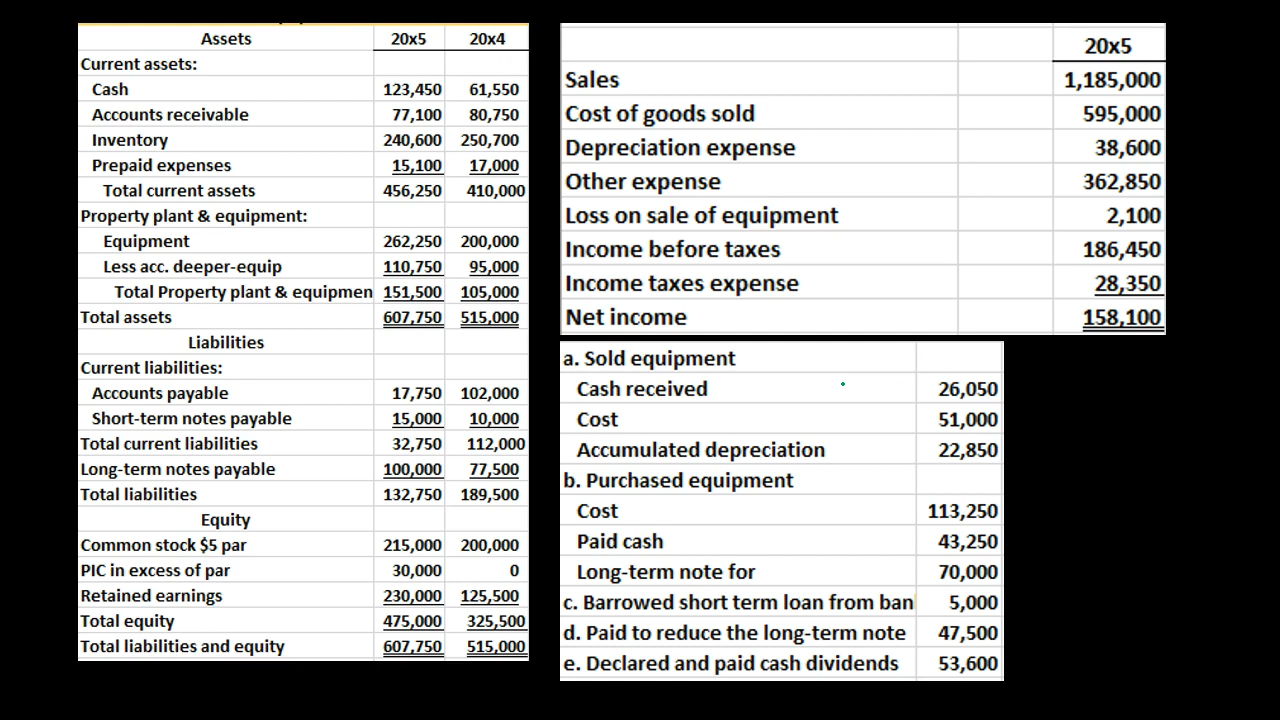 Assets 20x5 20x4
Current assets:
Cash 123,450 61,550
Accounts receivable 77,100 80,750
Inventory 240,600 250,700
Prepaid expenses 15,100 17,000
Total current assets 456,250 410,000
Property plant & equipment:
Equipment 262,250 200,000
Less acc. deeper-equip 110,750 95,000
Total Property plant & equipmen 151,500 105,000
Total assets 607,750 515,000
Liabilities
Current liabilities:
Accounts payable 17,750 102,000
Short-term notes payable 15,000 10,000
Total current liabilities 32,750 112,000
Long-term notes payable 100,000 77,500
Total liabilities 132,750 189,500
Equity
Common stock $5 par 215,000 200,000
PIC in excess of par 30,000 0
Retained earnings 230,000 125,500
Total equity 475,000 325,500
Total liabilities and equity 607,750 515,000
20x5
Sales 1,185,000
Cost of goods sold 595,000
Depreciation expense 38,600
Other expense 362,850
Loss on sale of equipment 2,100
Income before taxes 186,450
Income taxes expense 28,350
Net income 158,100
a. Sold equipment
Cash received 26,050
Cost 51,000
Accumulated depreciation 22,850
b. Purchased equipment
Cost 113,250
Paid cash 43,250
Long-term note for 70,000
c. Barrowed short term loan from ban 5,000
d. Paid to reduce the long-term note 47,500
e. Declared and paid cash dividends 53,600